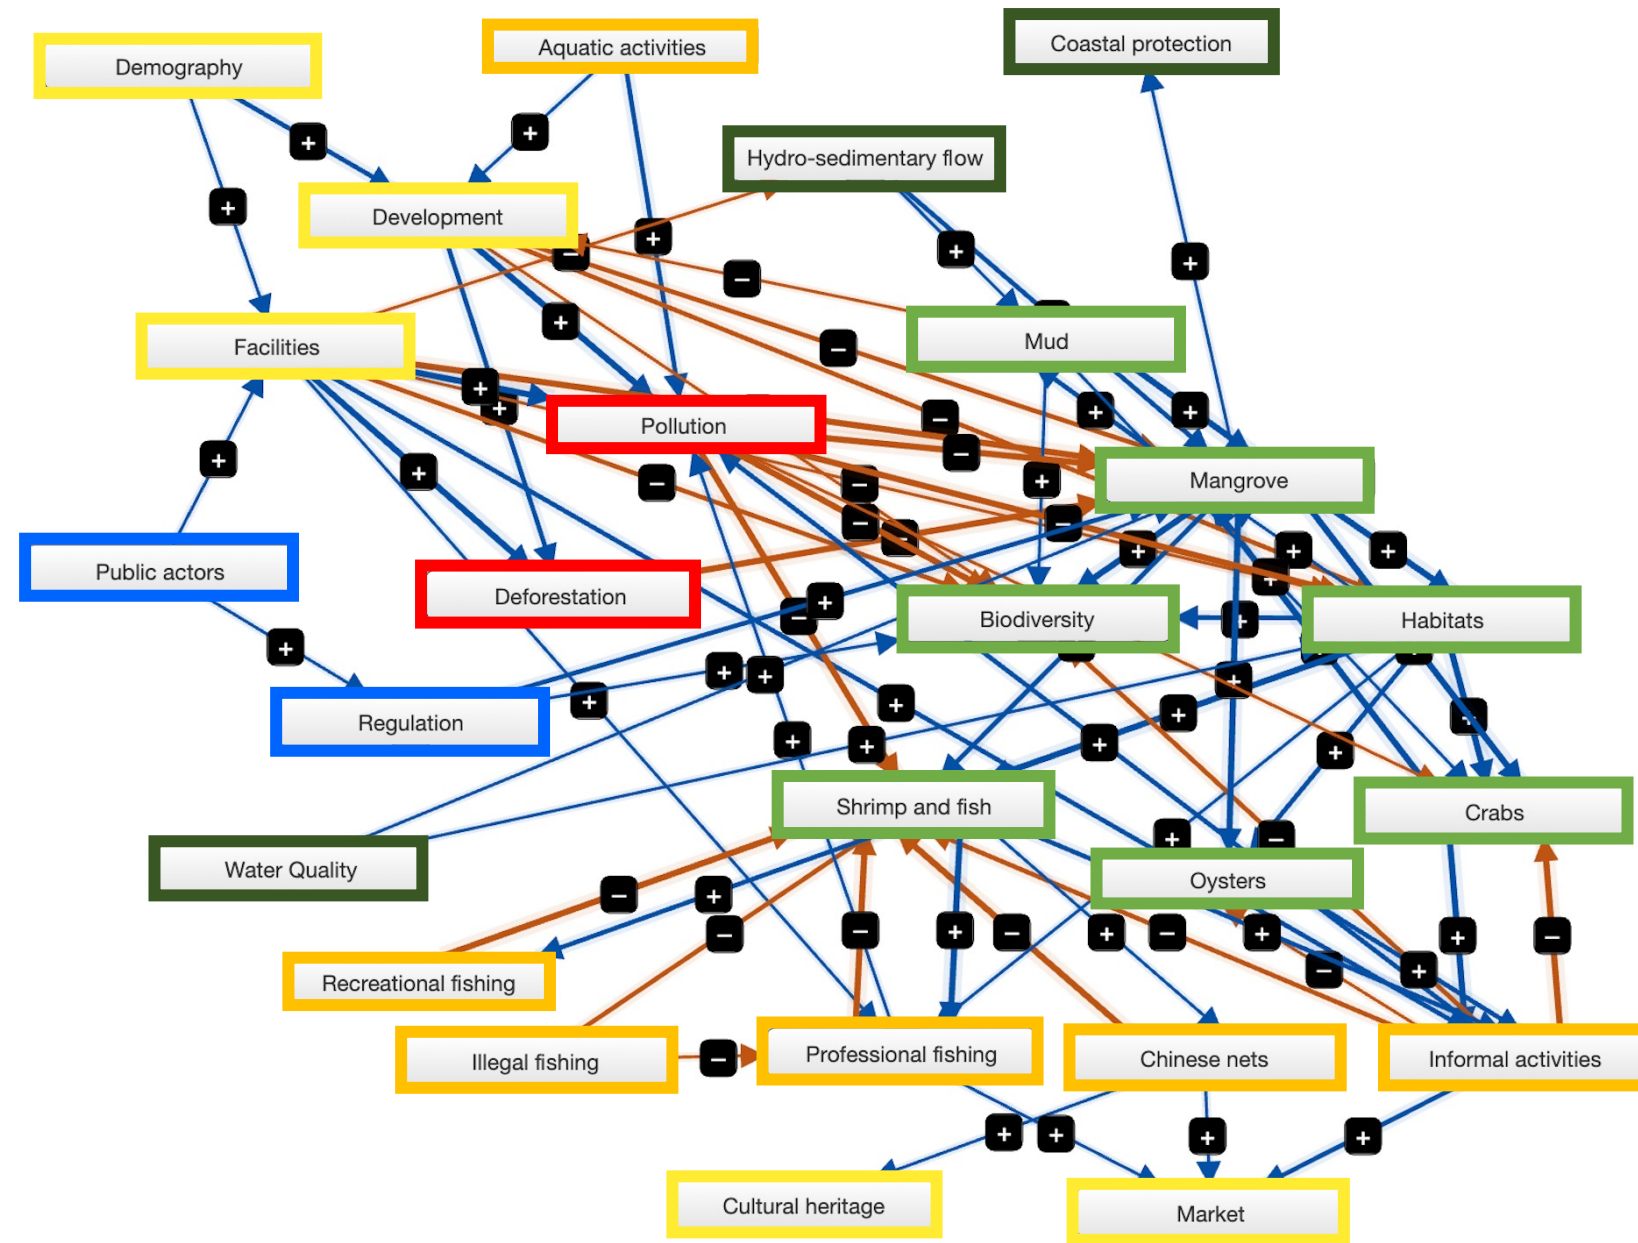 Demography
Aquatic activities
Coastal protection
Hydro-sedimentary flow
Development
Mud
Facilities
Pollution
Mangrove
Public actors
Deforestation
Biodiversity
Habitats
Regulation
Shrimp and fish
Crabs
Water Quality
Oysters
Recreational fishing
Illegal fishing
Professional fishing
Chinese nets
Informal activities
Cultural heritage
Market